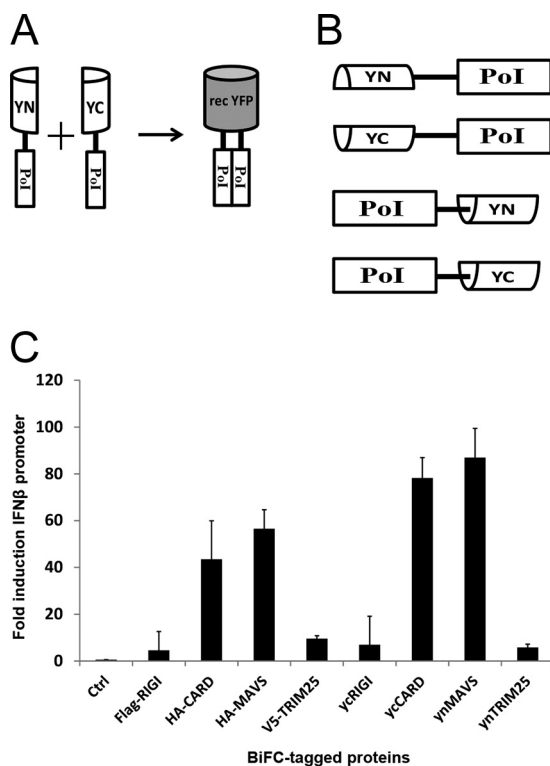 A
YN
YC
rec YFP
PoI
PoI
PoI
PoI
B
YN PoI
YC PoI
PoI YN
PoI YC
C
Fold induction IFNβ promoter
120
100
80
60
40
20
0
Ctrl
Flag-RIGI
HA-CARD
HA-MAVS
V5-TRIM25
ycRIGI
ycCARD
ynMAVS
ynTRIM25
BiFC-tagged proteins